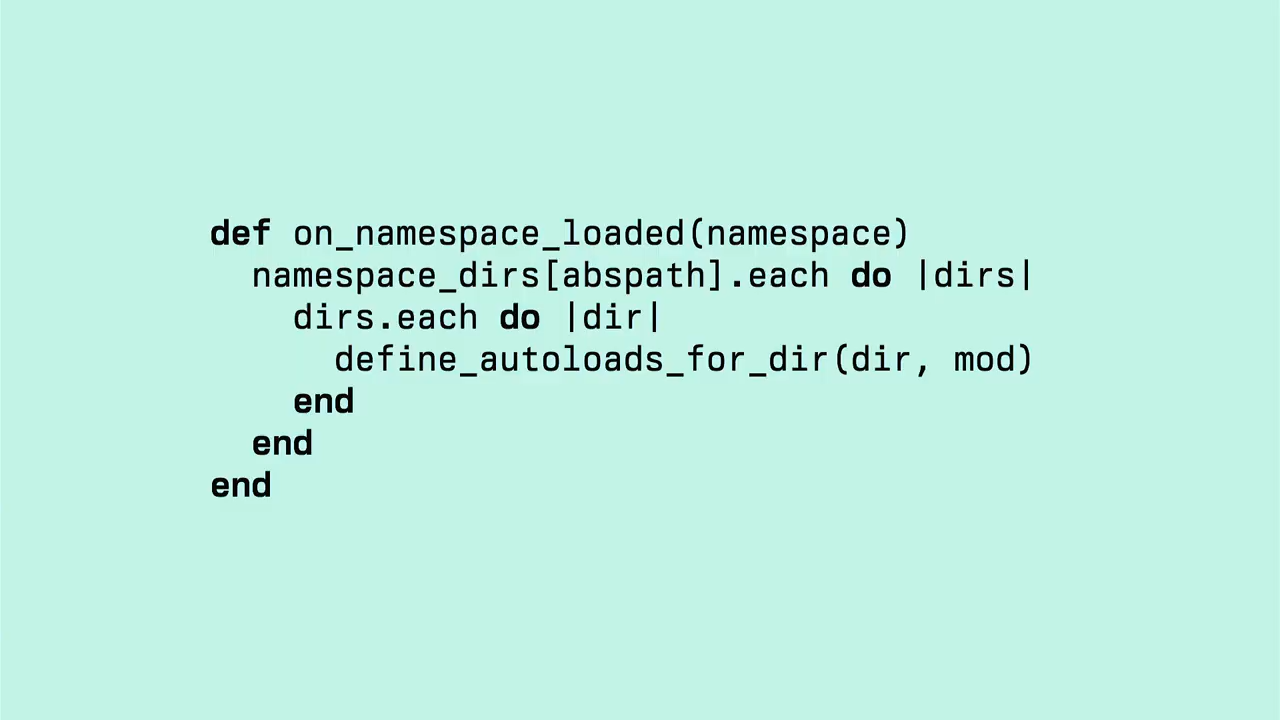 def on_namespace_loaded(namespace)
  namespace_dirs[abspath].each do |dirs|
    dirs.each do |dir|
      define_autoloads_for_dir(dir, mod)
    end
  end
end